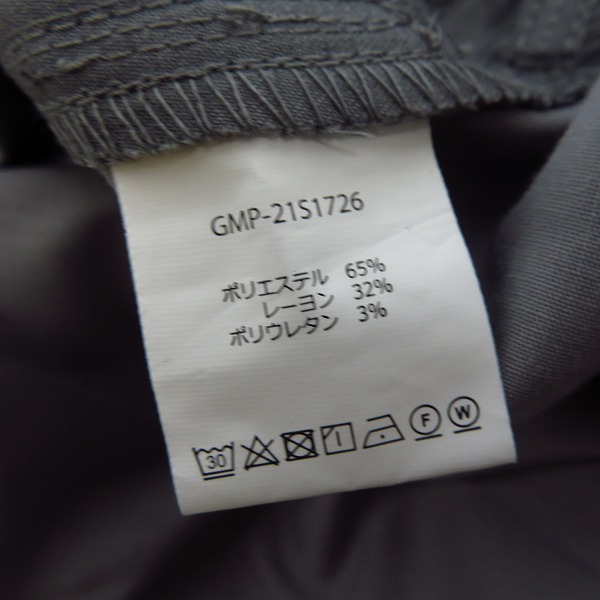 GMP-21S1726
ポリエステル 65%
レーヨン 32%
ポリウレタン 3%
30 F W